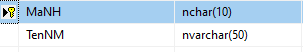 MaNH nchar(10)
TenNM nvarchar(50)